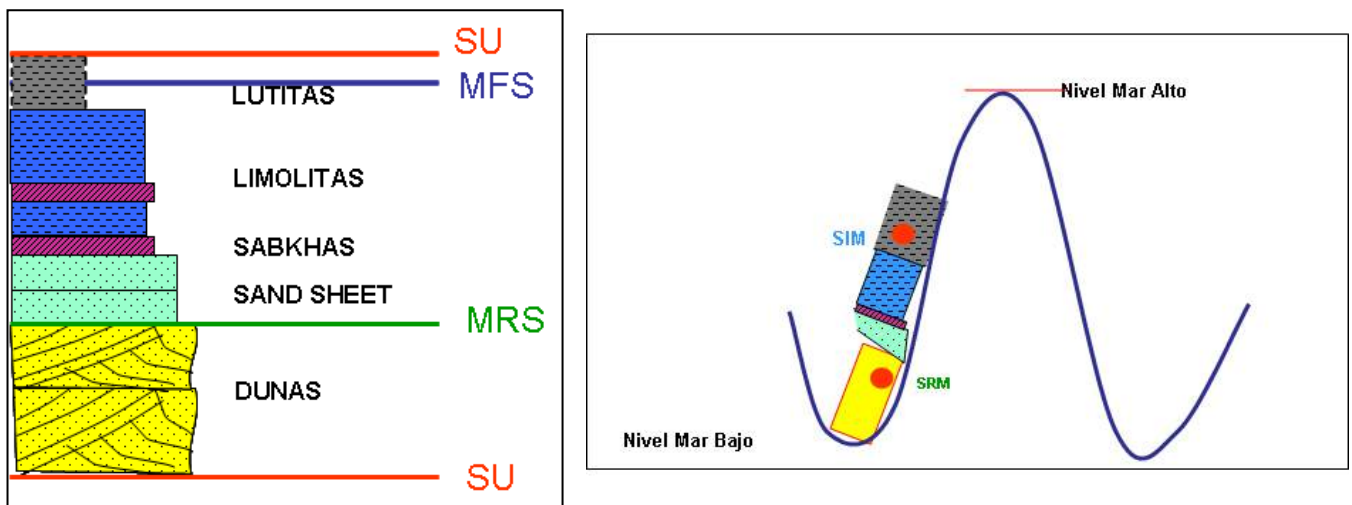 SU
MFS
LUTITAS
LIMOLITAS
SABKHAS
SAND SHEET
MRS
DUNAS
SU
Nivel Mar Alto
SIM
SRM
Nivel Mar Bajo